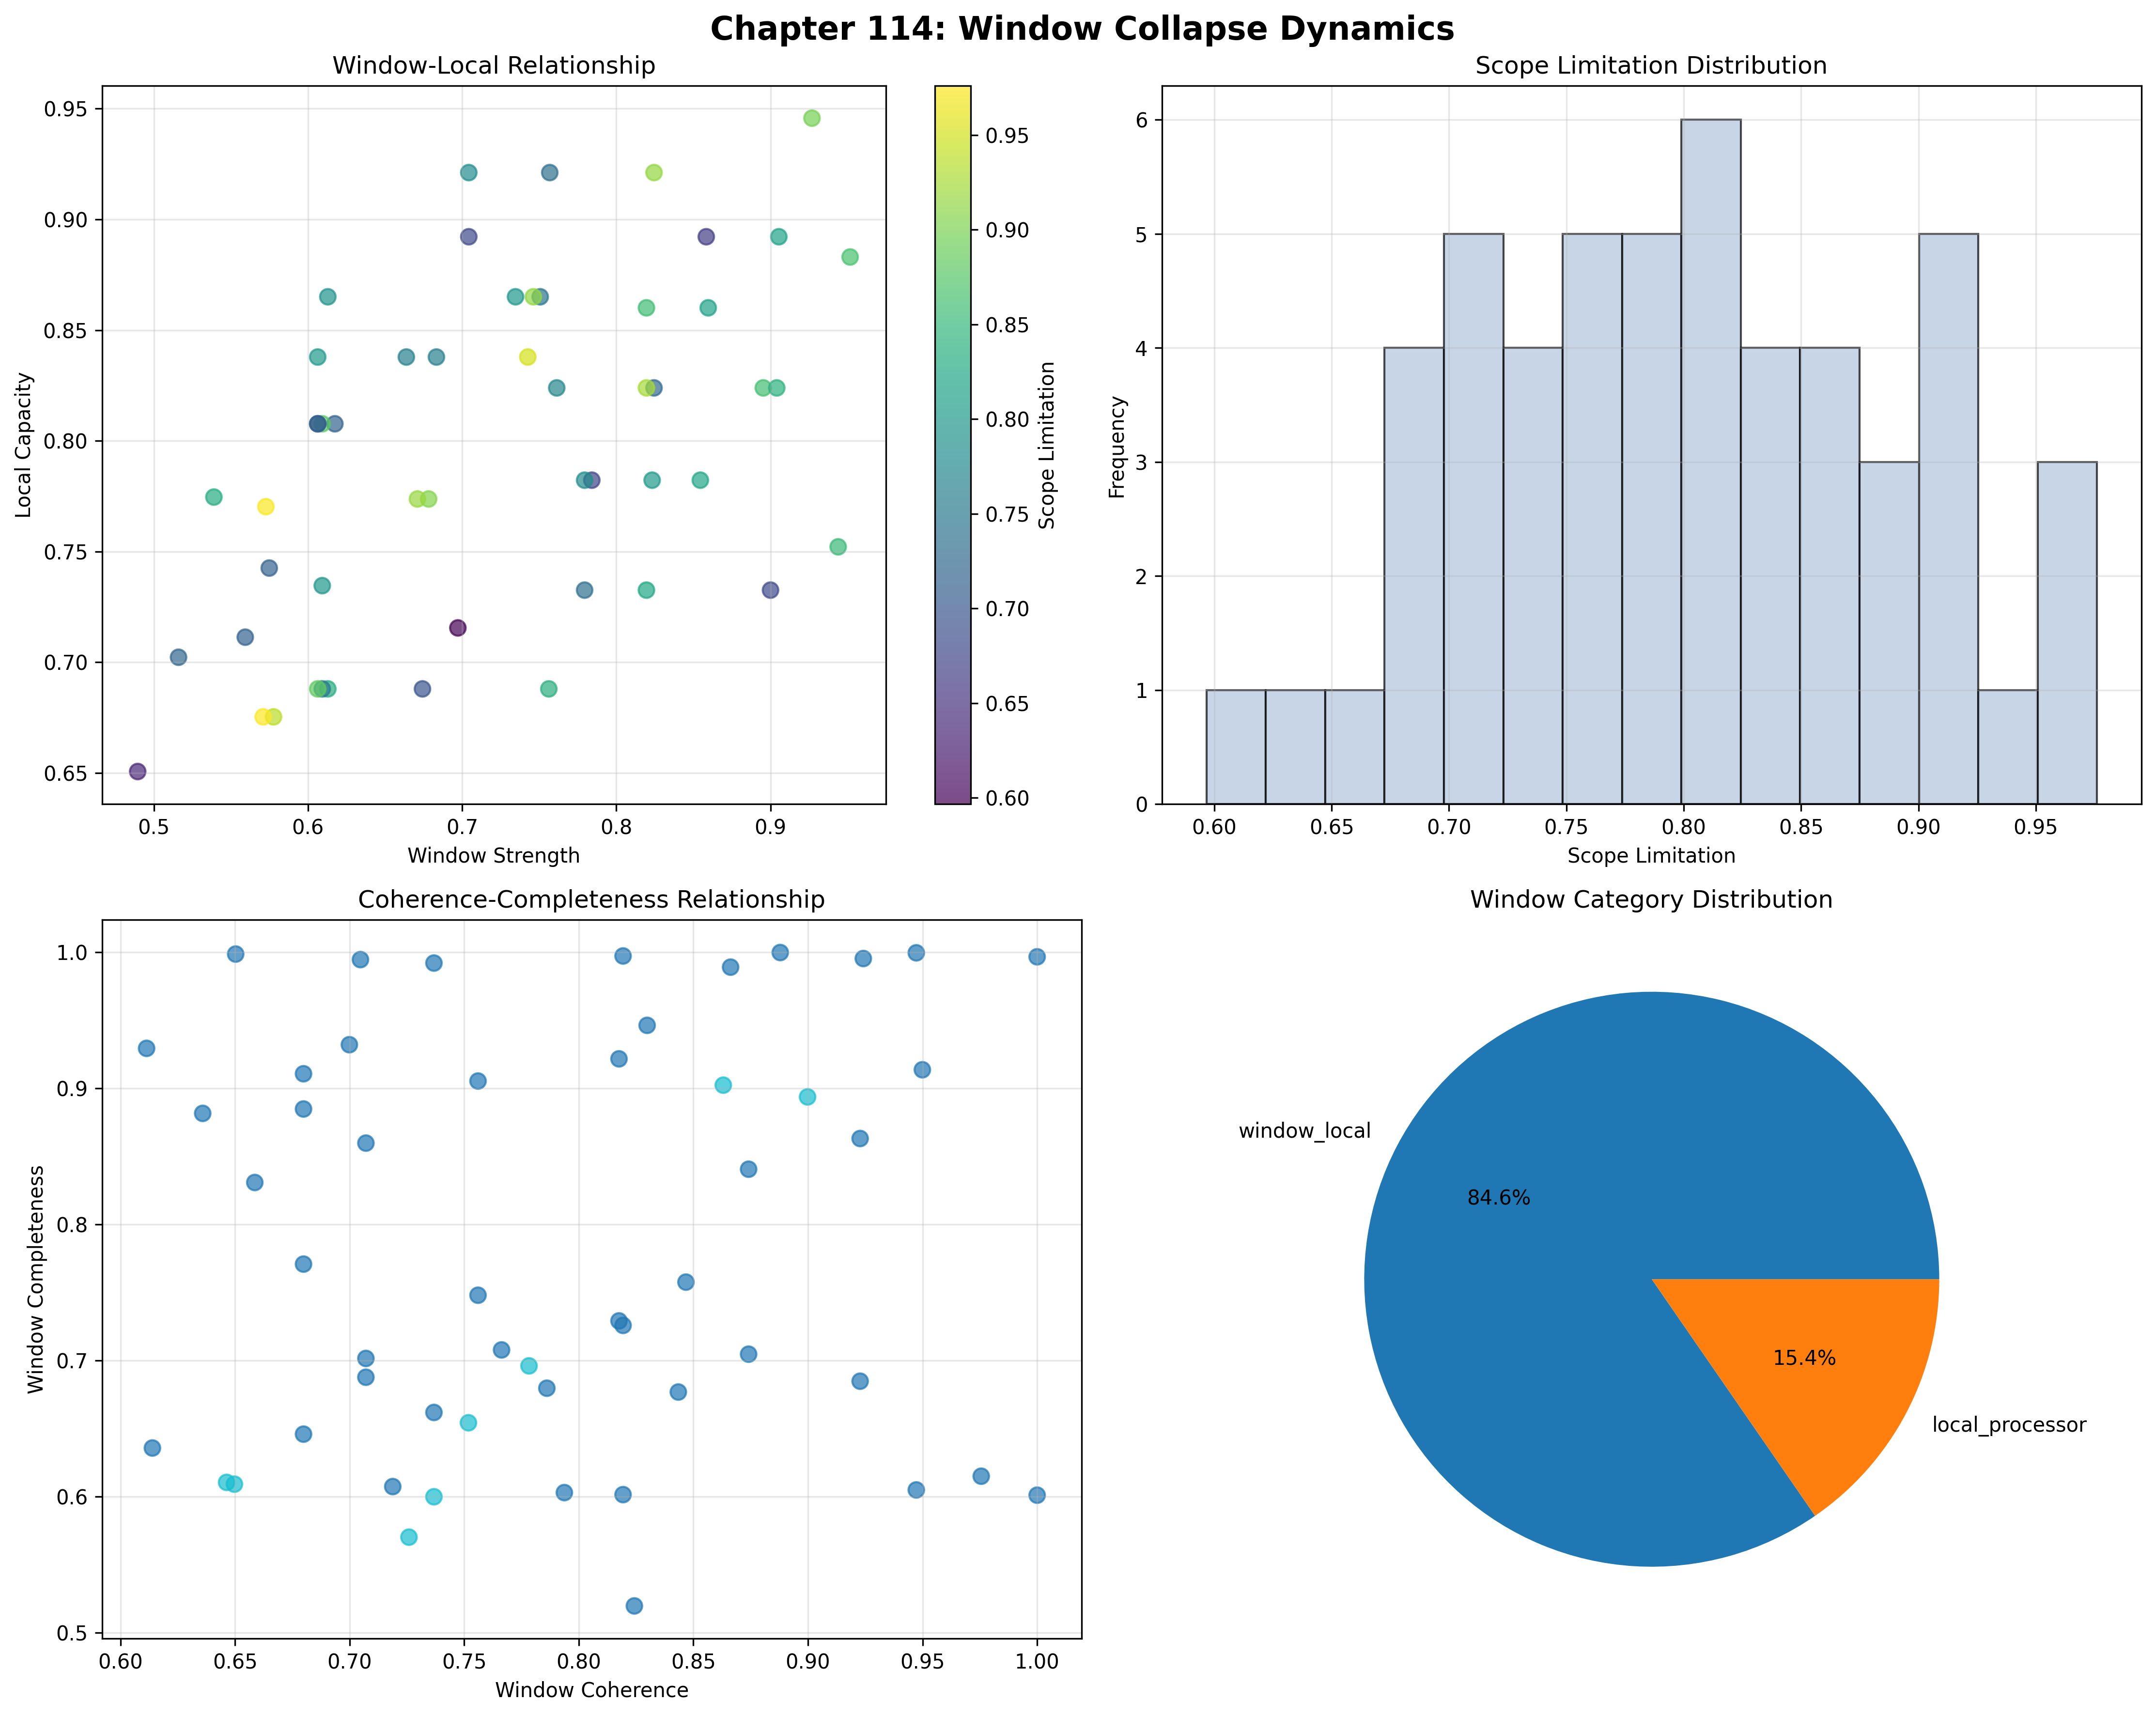 Chapter 114: Window Collapse Dynamics
Window-Local Relationship
0.95
0.90
0.85
0.80
0.75
0.70
0.65
Local Capacity
0.5 0.6 0.7 0.8 0.9
Window Strength
0.95
0.90
0.85
0.80
0.75
0.70
0.65
0.60
Scope Limitation
Scope Limitation Distribution
6
5
4
3
2
1
0
Frequency
0.60 0.65 0.70 0.75 0.80 0.85 0.90 0.95
Scope Limitation
Coherence-Completeness Relationship
1.0
0.9
0.8
0.7
0.6
0.5
Window Completeness
0.60 0.65 0.70 0.75 0.80 0.85 0.90 0.95 1.00
Window Coherence
Window Category Distribution
window_local
84.6%
15.4%
local_processor